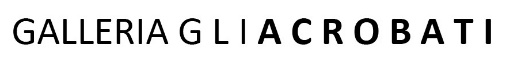 GALLERIA G L I A C R O B A T I